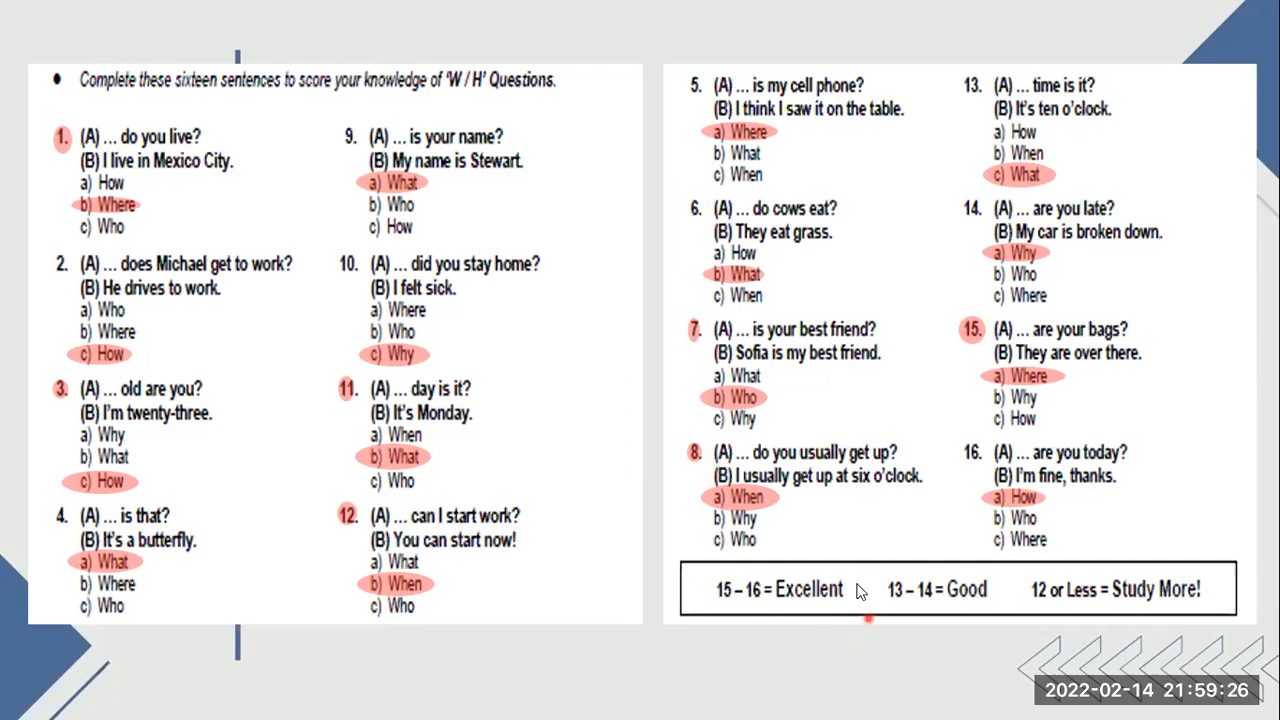 • Complete these sixteen sentences to score your knowledge of 'W / H' Questions.
1. (A) ... do you live?
(B) I live in Mexico City.
a) How
b) Where
c) Who
2. (A) ... does Michael get to work?
(B) He drives to work.
a) Who
b) Where
c) How
3. (A) ... old are you?
(B) I'm twenty-three.
a) Why
b) What
c) How
4. (A) ... is that?
(B) It's a butterfly.
a) What
b) Where
c) Who
9. (A) ... is your name?
(B) My name is Stewart.
a) What
b) Who
c) How
10. (A) ... did you stay home?
(B) I felt sick.
a) Where
b) Who
c) Why
11. (A) ... day is it?
(B) It's Monday.
a) When
b) What
c) Who
12. (A) ... can I start work?
(B) You can start now!
a) What
b) When
c) Who
5. (A) ... is my cell phone?
(B) I think I saw it on the table.
a) Where
b) What
c) When
6. (A) ... do cows eat?
(B) They eat grass.
a) How
b) What
c) When
7. (A) ... is your best friend?
(B) Sofia is my best friend.
a) What
b) Who
c) Why
8. (A) ... do you usually get up?
(B) I usually get up at six o'clock.
a) When
b) Why
c) Who
13. (A) ... time is it?
(B) It's ten o'clock.
a) How
b) When
c) What
14. (A) ... are you late?
(B) My car is broken down.
a) Why
b) Who
c) Where
15. (A) ... are your bags?
(B) They are over there.
a) Where
b) Why
c) How
16. (A) ... are you today?
(B) I'm fine, thanks.
a) How
b) Who
c) Where
15 – 16 = Excellent 13 – 14 = Good 12 or Less = Study More!
2022-02-14 21:59:26